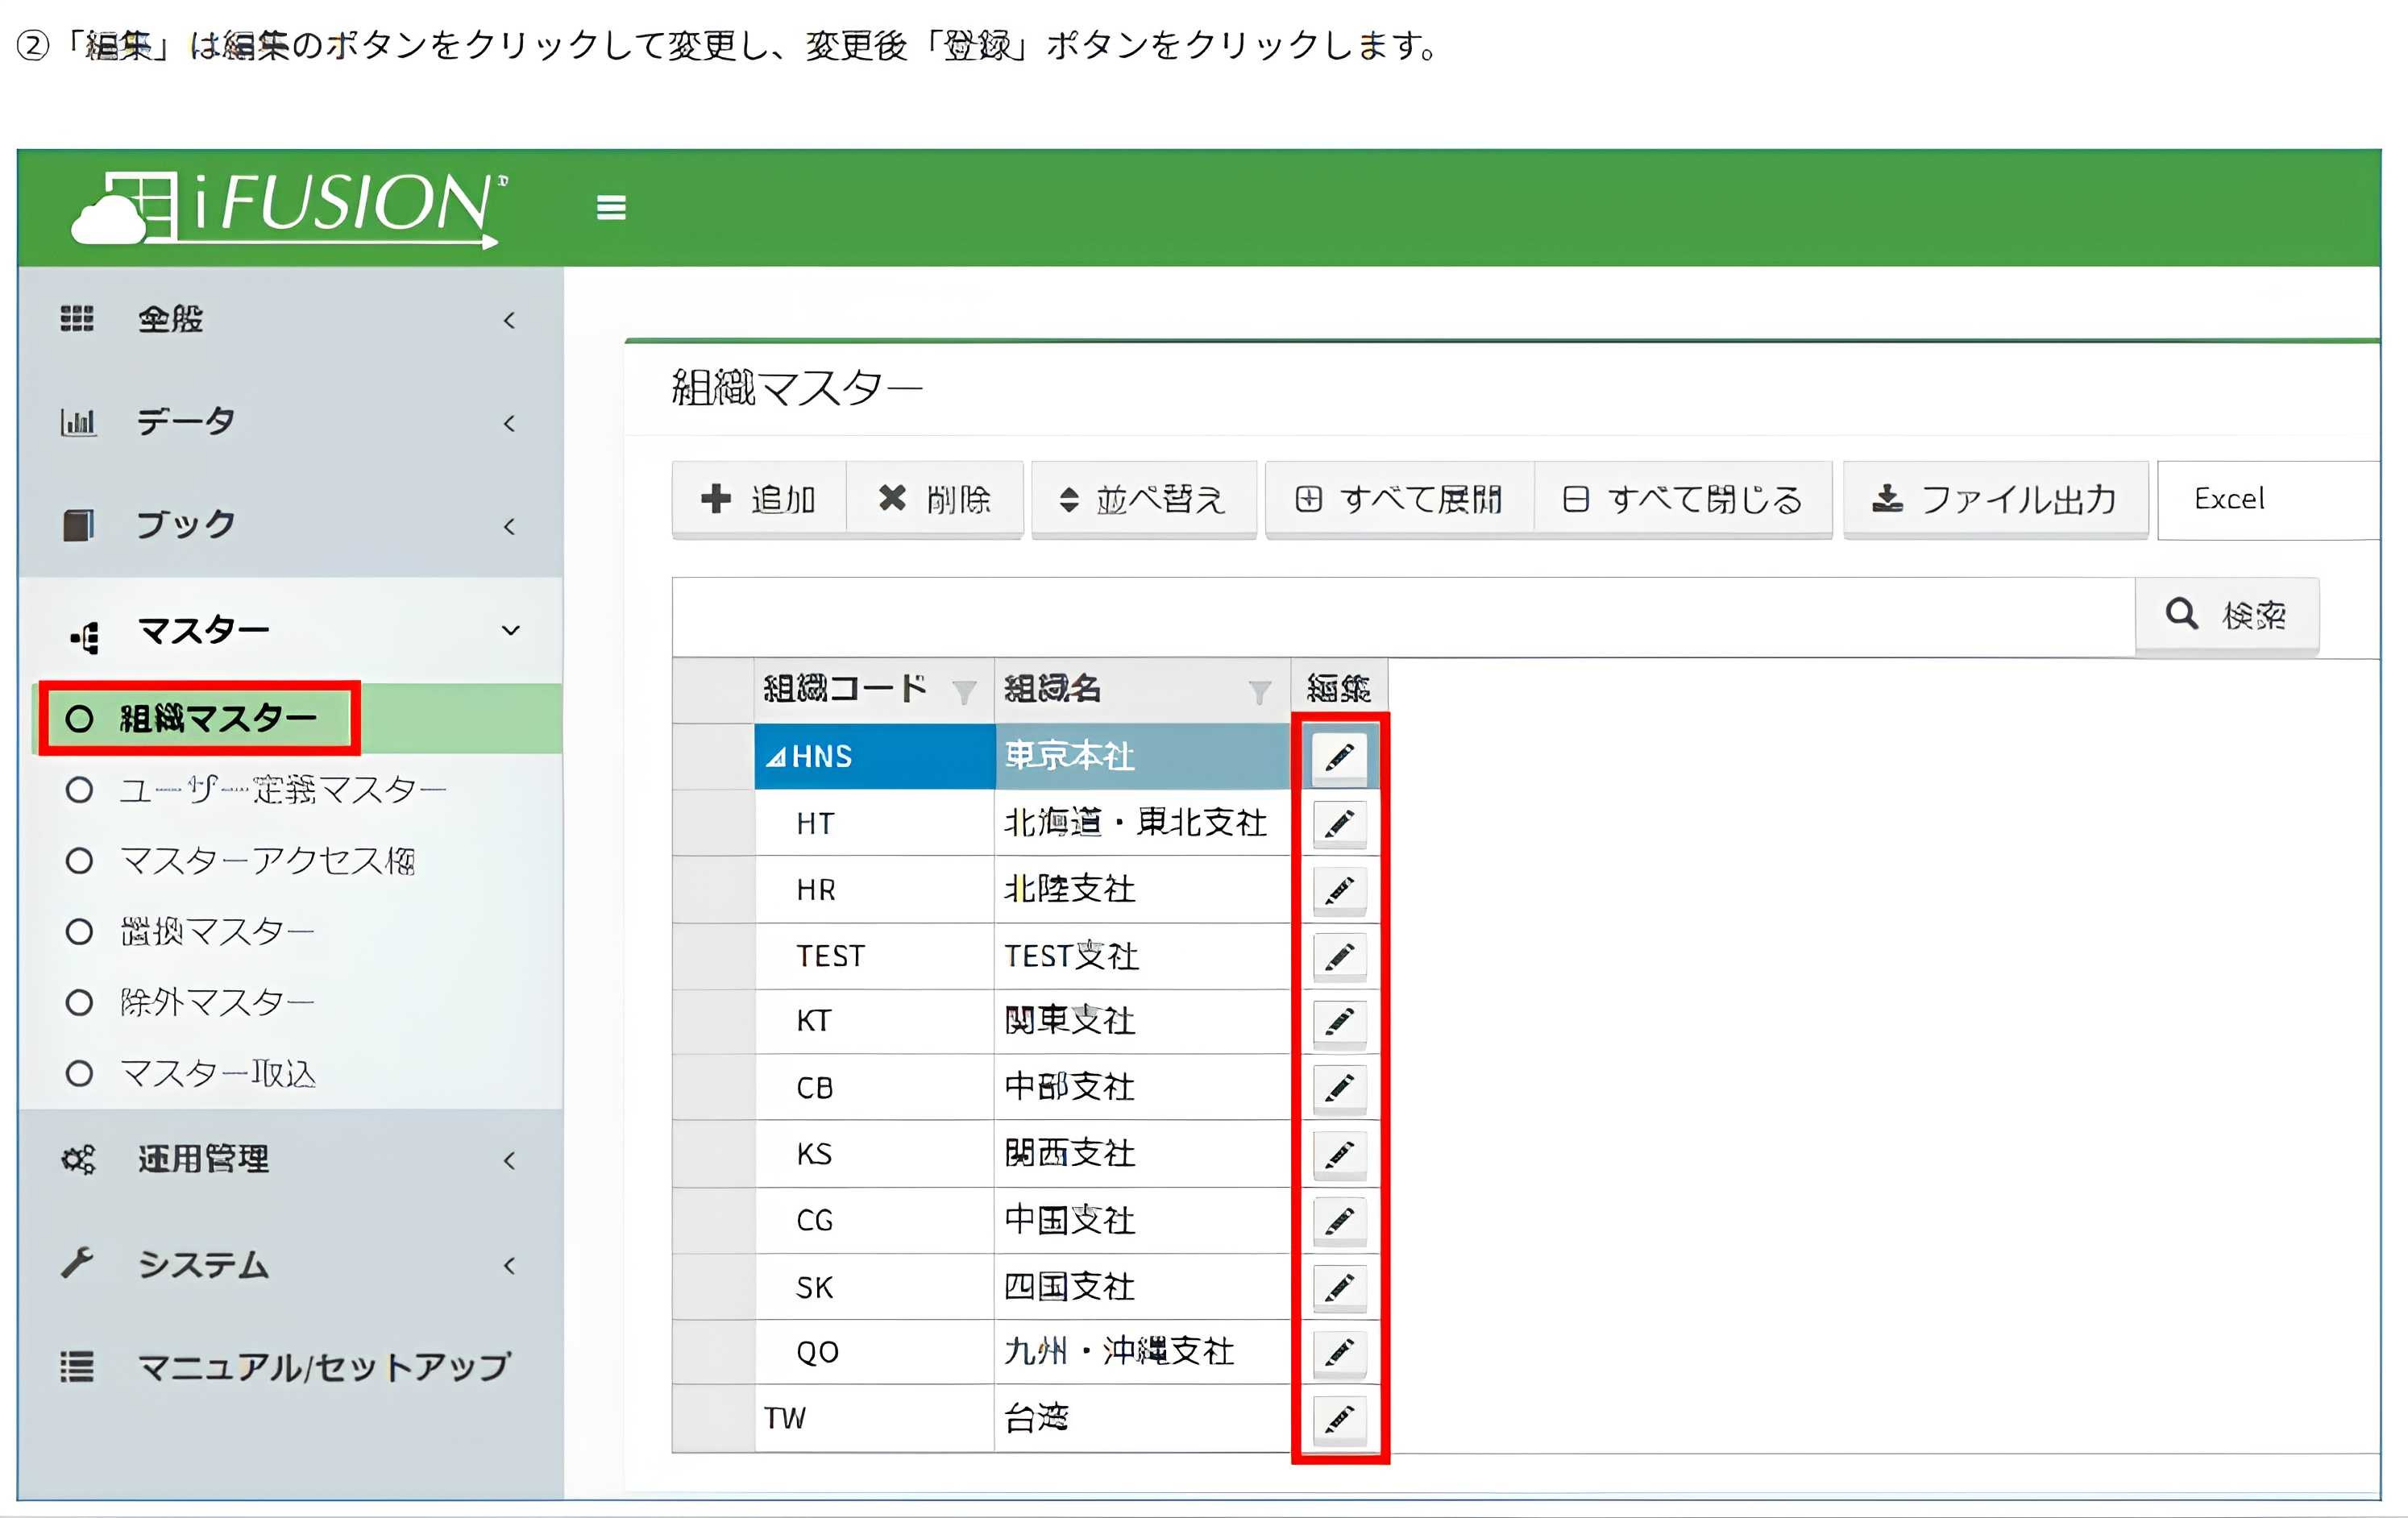 ②「編集」は編集のボタンをクリックして変更し、変更後「登録」ボタンをクリックします。
iFUSION
全般
データ
ブック
マスター
組織マスター
ユーザー定義マスター
マスターアクセス権
置換マスター
除外マスター
マスター取込
運用管理
システム
マニュアル/セットアップ
組織マスター
追加 削除 並べ替え すべて展開 すべて閉じる ファイル出力 Excel
検索
組織コード 組織名 編集
HNS 東京本社
HT 北海道・東北支社
HR 北陸支社
TEST TEST支社
KT 関東支社
CB 中部支社
KS 関西支社
CG 中国支社
SK 四国支社
QO 九州・沖縄支社
TW 台湾